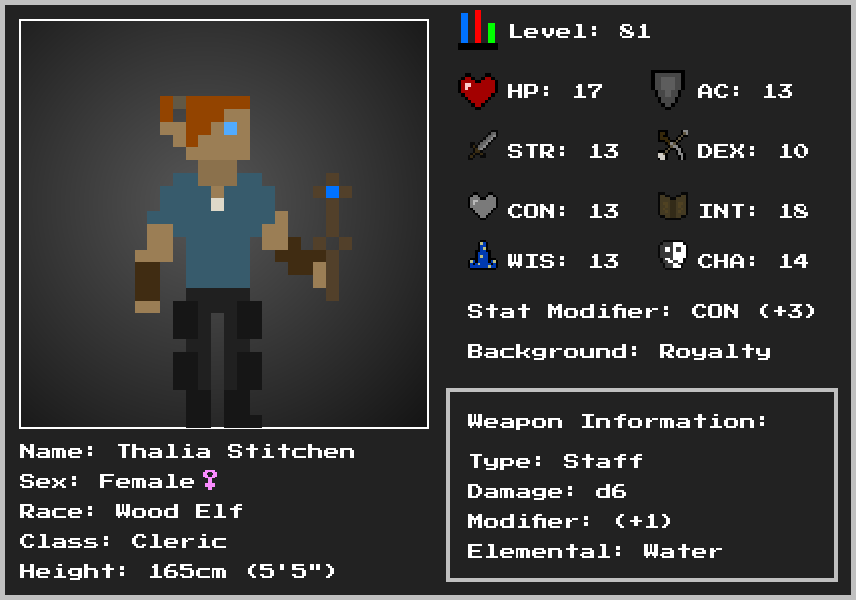 Level: 81
HP: 17 AC: 13
STR: 13 DEX: 10
CON: 13 INT: 18
WIS: 13 CHA: 14
Stat Modifier: CON (+3)
Background: Royalty
Weapon Information:
Type: Staff
Damage: d6
Modifier: (+1)
Elemental: Water
Name: Thalia Stitchen
Sex: Female♀
Race: Wood Elf
Class: Cleric
Height: 165cm (5'5")